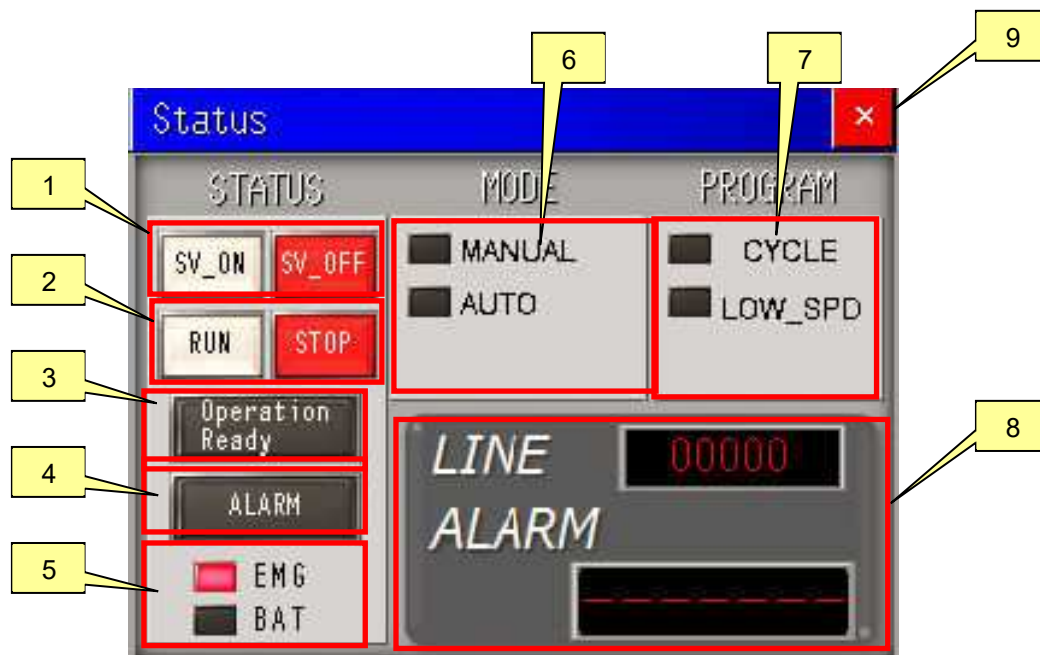 6
7
9
Status
×
1
STATUS
MODE
PROGRAM
SV_ON
SV_OFF
MANUAL
CYCLE
2
AUTO
LOW_SPD
RUN
STOP
3
Operation
Ready
LINE
00000
8
4
ALARM
ALARM
5
EMG
BAT
--------